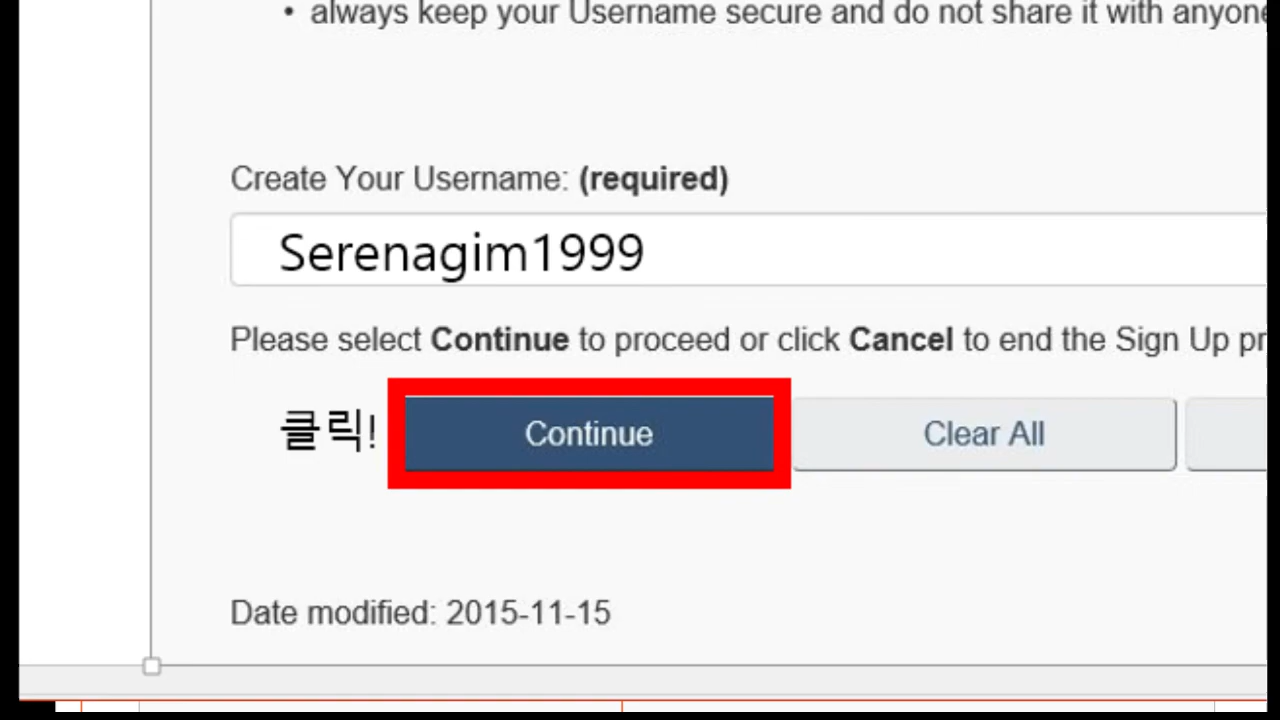 • always keep your Username secure and do not share it with anyone
Create Your Username: (required)
Serenagim1999
Please select Continue to proceed or click Cancel to end the Sign Up pr
클릭! Continue Clear All
Date modified: 2015-11-15